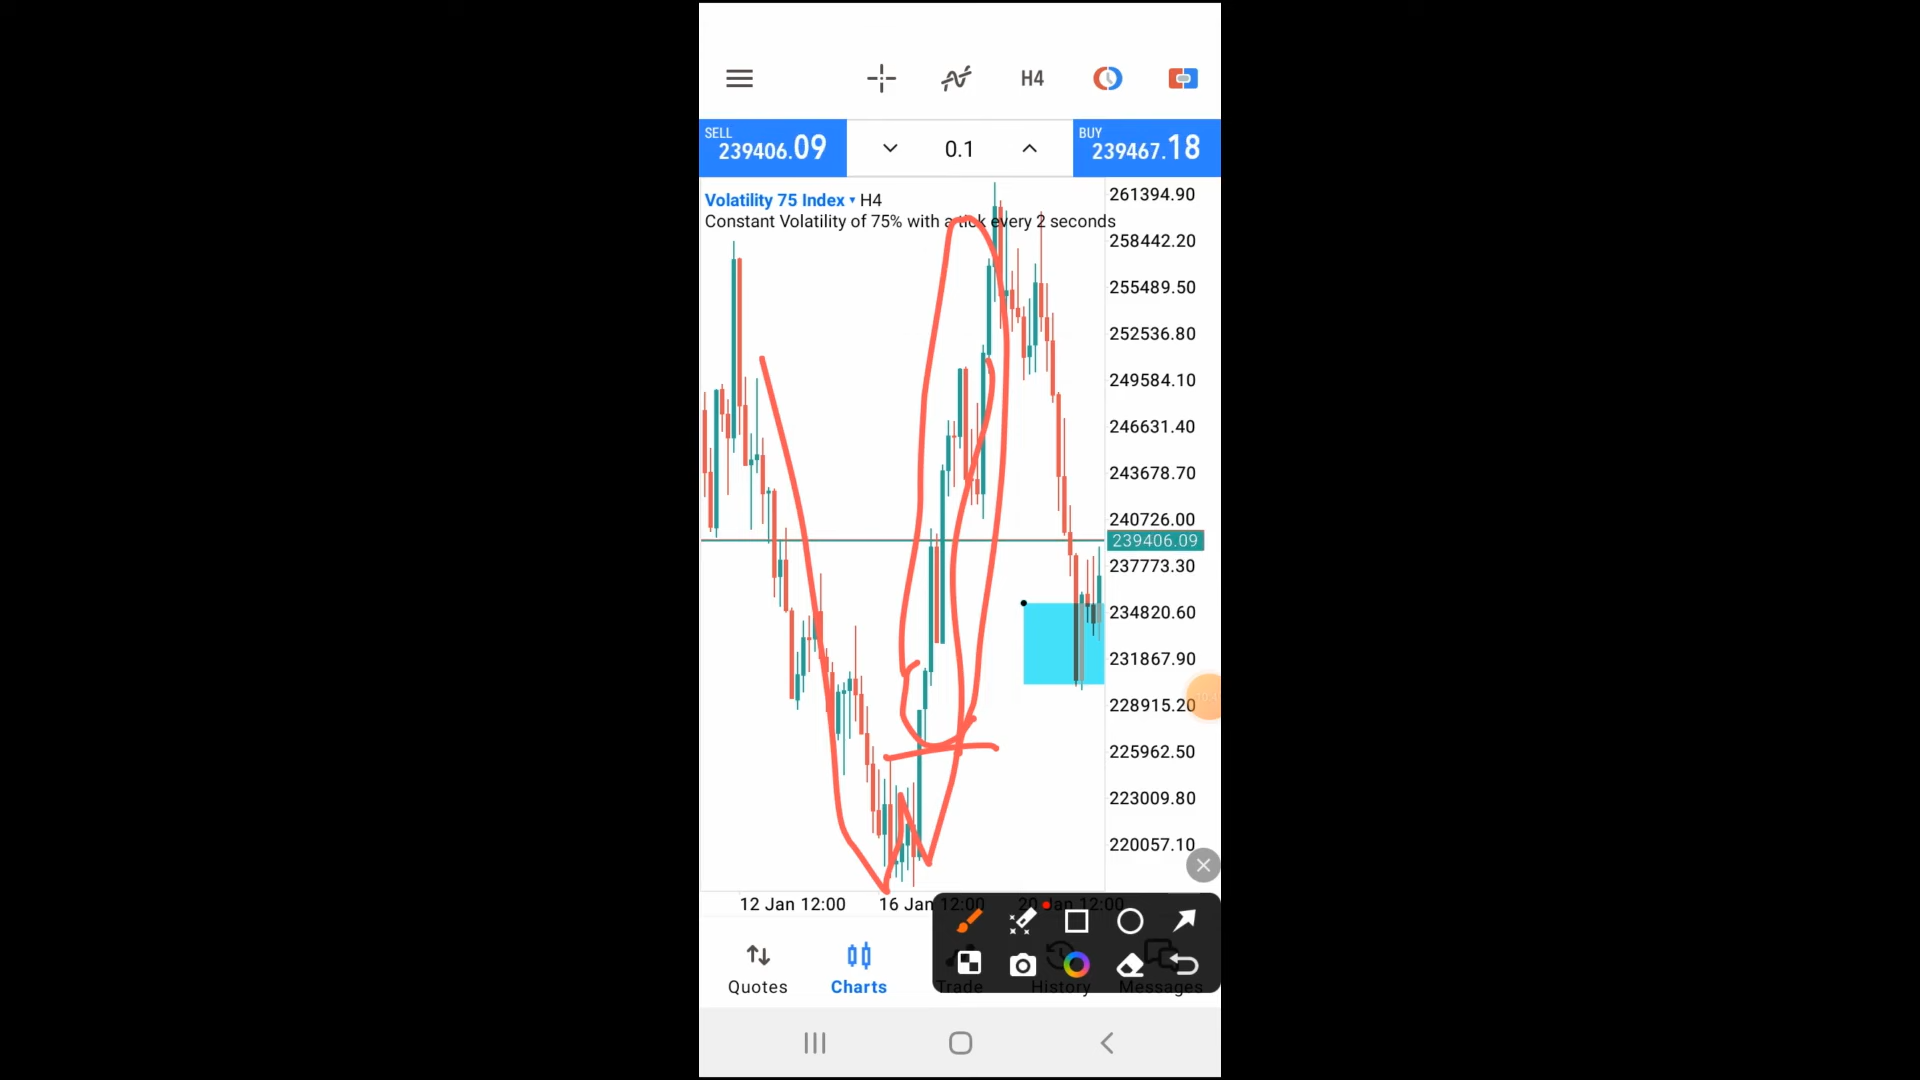 H4
SELL
239406.09
0.1
BUY
239467.18
Volatility 75 Index ▾ H4
Constant Volatility of 75% with a tick every 2 seconds
261394.90
258442.20
255489.50
252536.80
249584.10
246631.40
243678.70
240726.00
239406.09
237773.30
234820.60
231867.90
228915.20
225962.50
223009.80
220057.10
12 Jan 12:00
16 Jan 12:00
20 Jan 12:00
Quotes
Charts
Trade
History
Messages